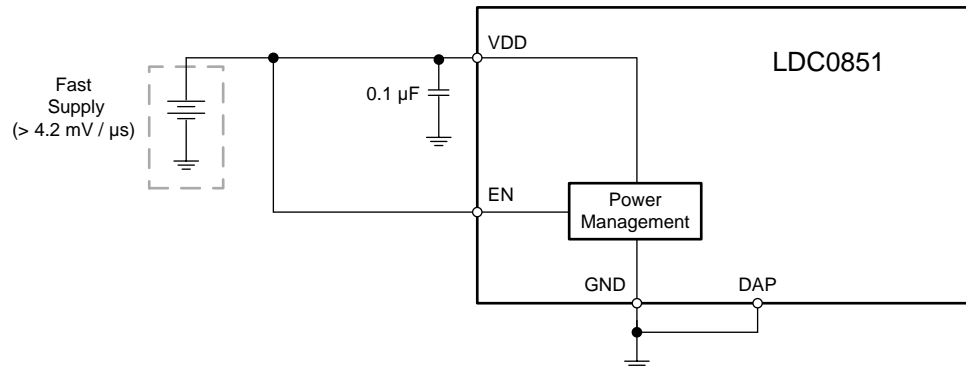 VDD
LDC0851
Fast
Supply
(> 4.2 mV / µs)
0.1 µF
EN
Power
Management
GND
DAP